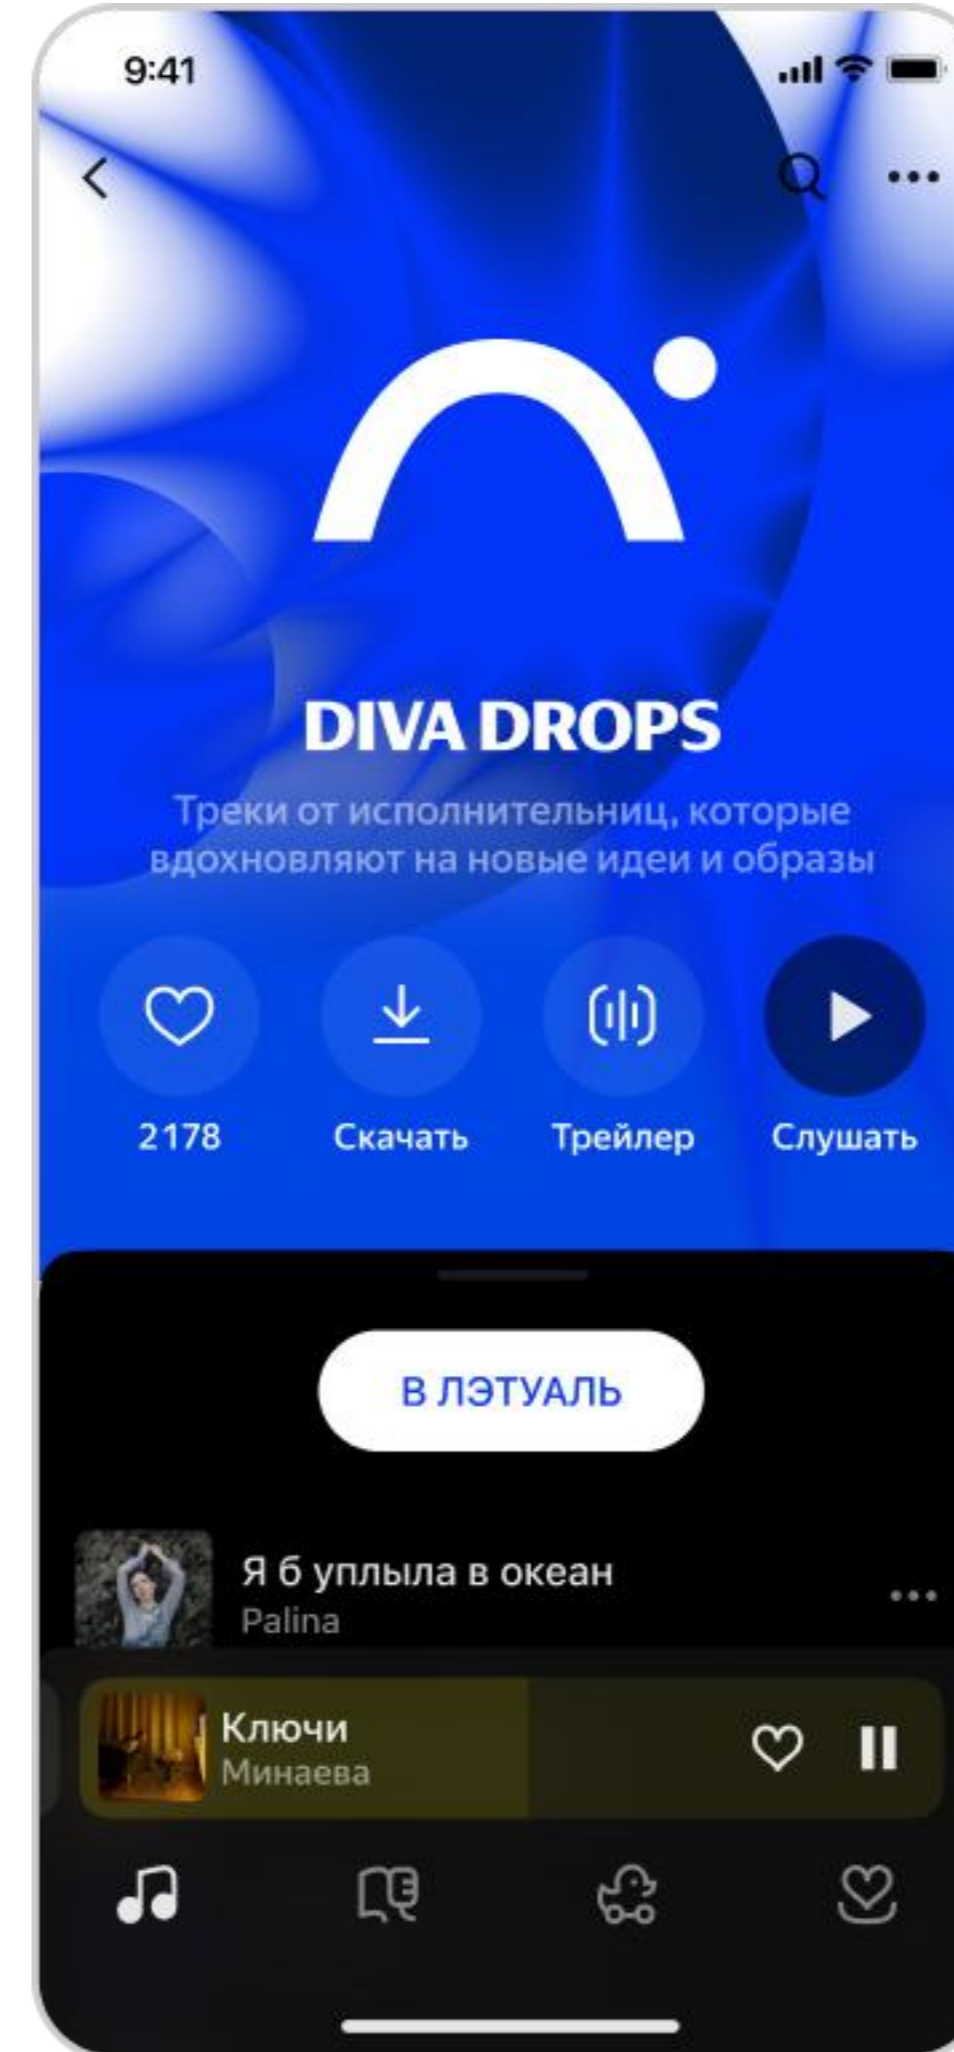 9:41
DIVA DROPS
Треки от исполнительниц, которые
вдохновляют на новые идеи и образы
2178
Скачать
Трейлер
Слушать
В ЛЭТУАЛЬ
Я б уплыла в океан
Palina
Ключи
Минаева